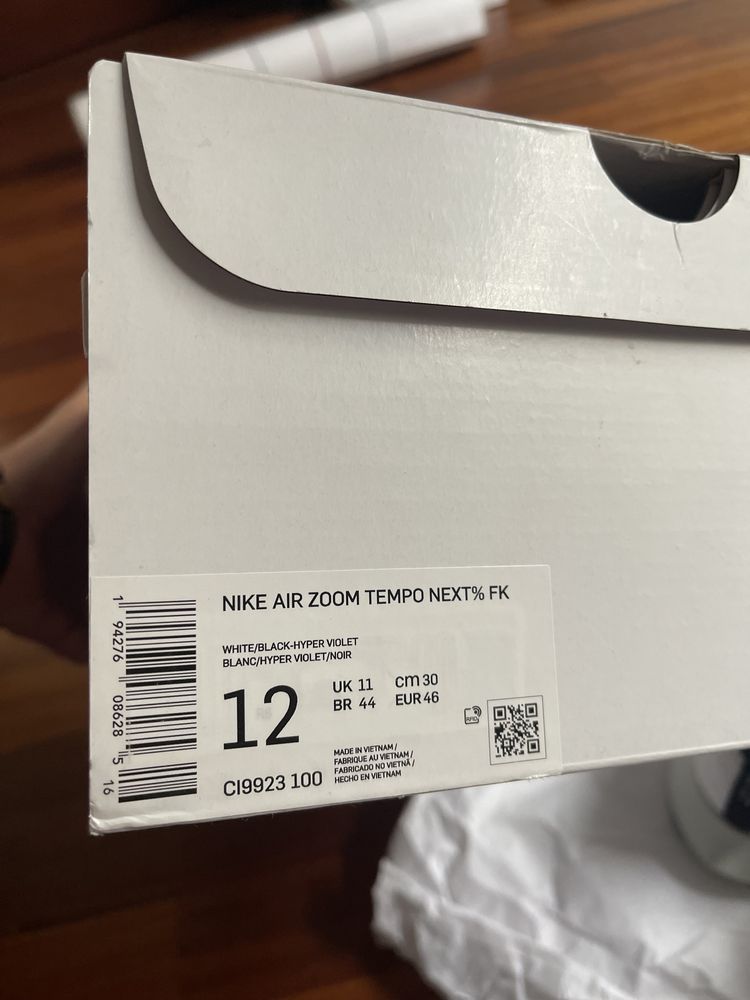 NIKE AIR ZOOM TEMPO NEXT% FK
WHITE/BLACK-HYPER VIOLET
BLANC/HYPER VIOLET/NOIR
12
UK 11 cm 30
BR 44 EUR 46
CI9923 100
MADE IN VIETNAM /
FABRIQUE AU VIETNAM /
FABRICADO NO VIETNÃ /
HECHO EN VIETNAM
RFID
1 94276 08628 5 16